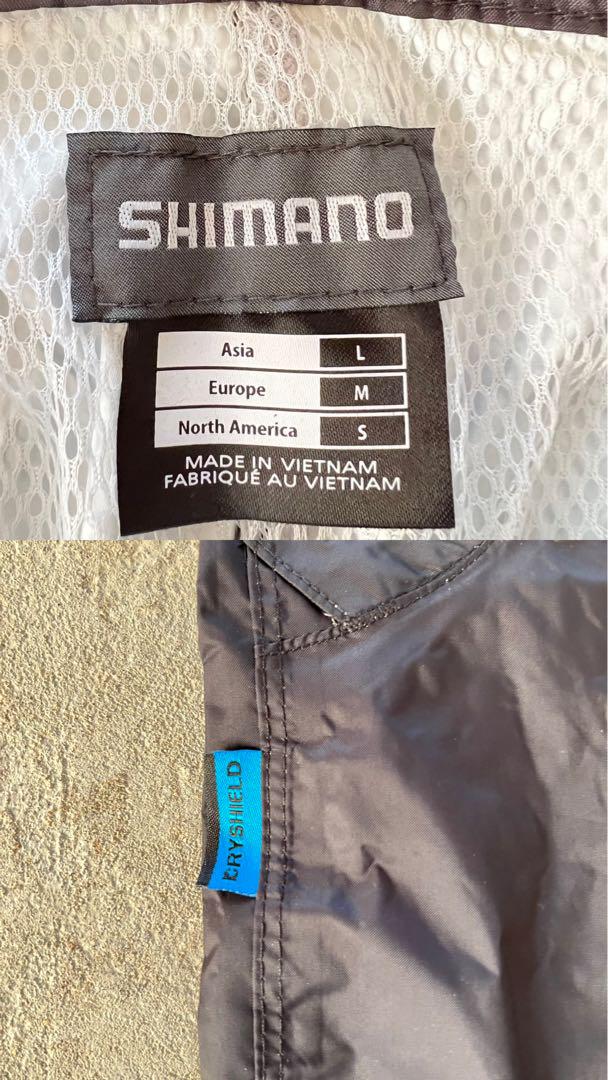 SHIMANO
Asia L
Europe M
North America S
MADE IN VIETNAM
FABRIQUÉ AU VIETNAM
DRYSHIELD